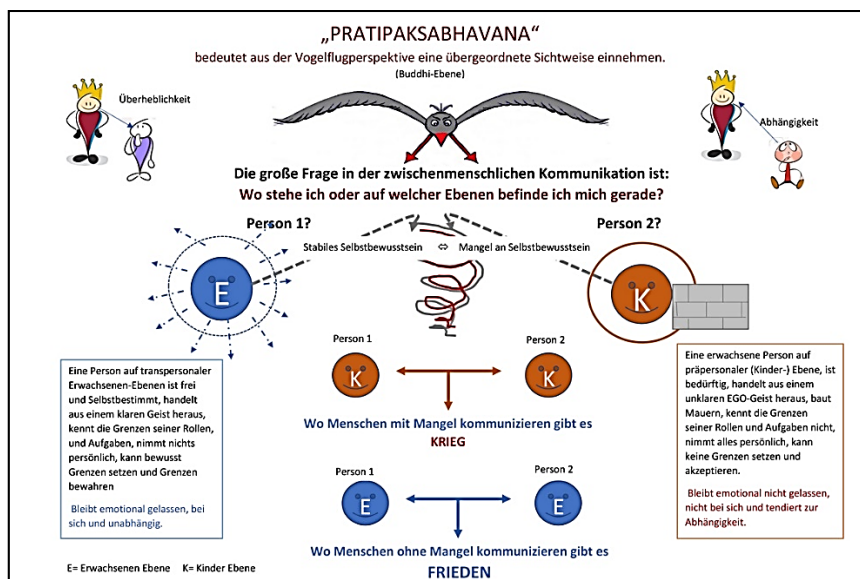 „PRATIPAKSABHAVANA“
bedeutet aus der Vogelflugperspektive eine übergeordnete Sichtweise einnehmen.
(Buddhi-Ebene)
Überheblichkeit
Abhängigkeit
Die große Frage in der zwischenmenschlichen Kommunikation ist:
Wo stehe ich oder auf welcher Ebenen befinde ich mich gerade?
Person 1?
Person 2?
Stabiles Selbstbewusstsein ⇔ Mangel an Selbstbewusstsein
E
K
Person 1
Person 2
K
K
Wo Menschen mit Mangel kommunizieren gibt es
KRIEG
Person 1
Person 2
E
E
Wo Menschen ohne Mangel kommunizieren gibt es
FRIEDEN
Eine Person auf transpersonaler
Erwachsenen-Ebenen ist frei
und Selbstbestimmt, handelt
aus einem klaren Geist heraus,
kennt die Grenzen seiner Rollen,
und Aufgaben, nimmt nichts
persönlich, kann bewusst
Grenzen setzen und Grenzen
bewahren
Bleibt emotional gelassen, bei
sich und unabhängig.
Eine erwachsene Person auf
präpersonaler (Kinder-) Ebene, ist
bedürftig, handelt aus einem
unklaren EGO-Geist heraus, baut
Mauern, kennt die Grenzen
seiner Rollen und Aufgaben nicht,
nimmt alles persönlich, kann
keine Grenzen setzen und
akzeptieren.
Bleibt emotional nicht gelassen,
nicht bei sich und tendiert zur
Abhängigkeit.
E= Erwachsenen Ebene K= Kinder Ebene